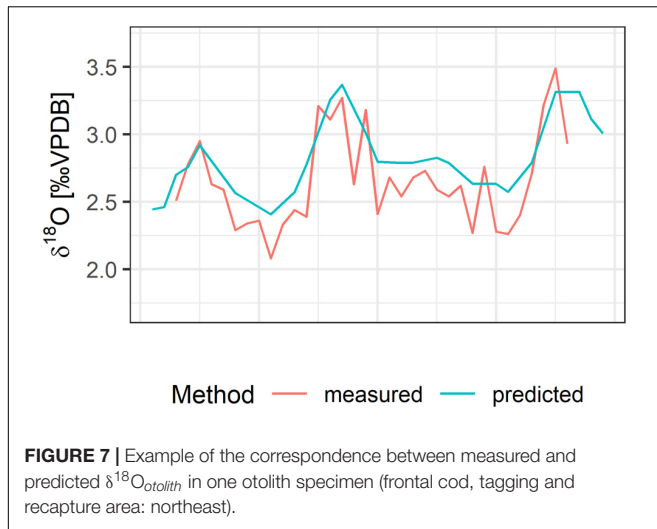 3.5
3.0
2.5
2.0
δ18O [‰VPDB]
Method measured predicted
FIGURE 7 | Example of the correspondence between measured and
predicted δ18Ootolith in one otolith specimen (frontal cod, tagging and
recapture area: northeast).